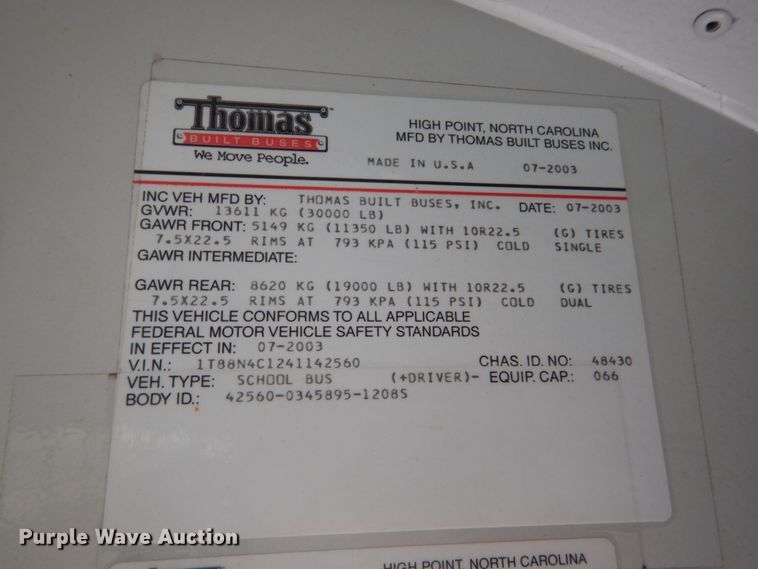 Thomas™
BUILT BUSES
We Move People.
HIGH POINT, NORTH CAROLINA
MFD BY THOMAS BUILT BUSES INC.
MADE IN U.S.A 07-2003
INC VEH MFD BY: THOMAS BUILT BUSES, INC. DATE: 07-2003
GVWR: 13611 KG (30000 LB)
GAWR FRONT: 5149 KG (11350 LB) WITH 10R22.5 (G) TIRES
7.5X22.5 RIMS AT 793 KPA (115 PSI) COLD SINGLE
GAWR INTERMEDIATE:
GAWR REAR: 8620 KG (19000 LB) WITH 10R22.5 (G) TIRES
7.5X22.5 RIMS AT 793 KPA (115 PSI) COLD DUAL
THIS VEHICLE CONFORMS TO ALL APPLICABLE
FEDERAL MOTOR VEHICLE SAFETY STANDARDS
IN EFFECT IN: 07-2003
V.I.N.: 1T88N4C1241142560 CHAS. ID. NO: 48430
VEH. TYPE: SCHOOL BUS (+DRIVER)- EQUIP. CAP.: 066
BODY ID.: 42560-0345895-1208S
HIGH POINT, NORTH CAROLINA
Purple Wave Auction